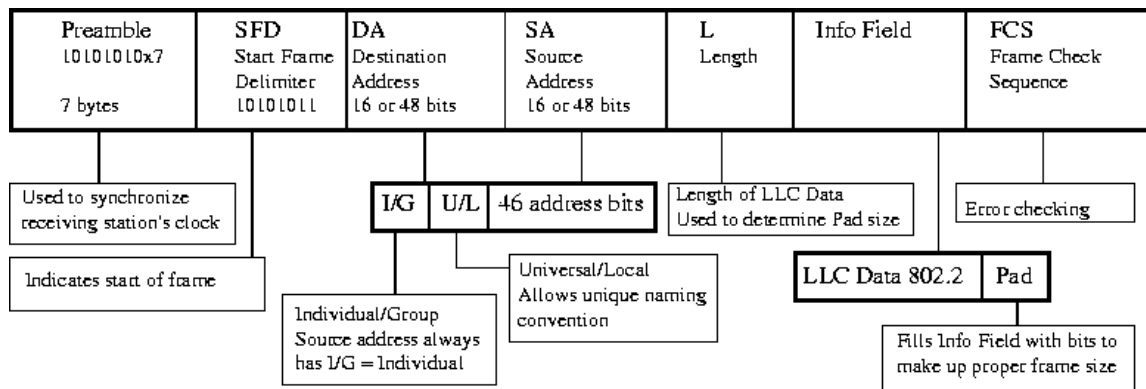 Preamble
10101010x7
7 bytes
SFD
Start Frame
Delimiter
10101011
DA
Destination
Address
16 or 48 bits
SA
Source
Address
16 or 48 bits
L
Length
Info Field
FCS
Frame Check
Sequence
Used to synchronize
receiving station's clock
I/G
U/L
46 address bits
Length of LLC Data
Used to determine Pad size
Error checking
Indicates start of frame
Universal/Local
Allows unique naming
convention
LLC Data 802.2
Pad
Individual/Group
Source address always
has I/G = Individual
Fills Info Field with bits to
make up proper frame size